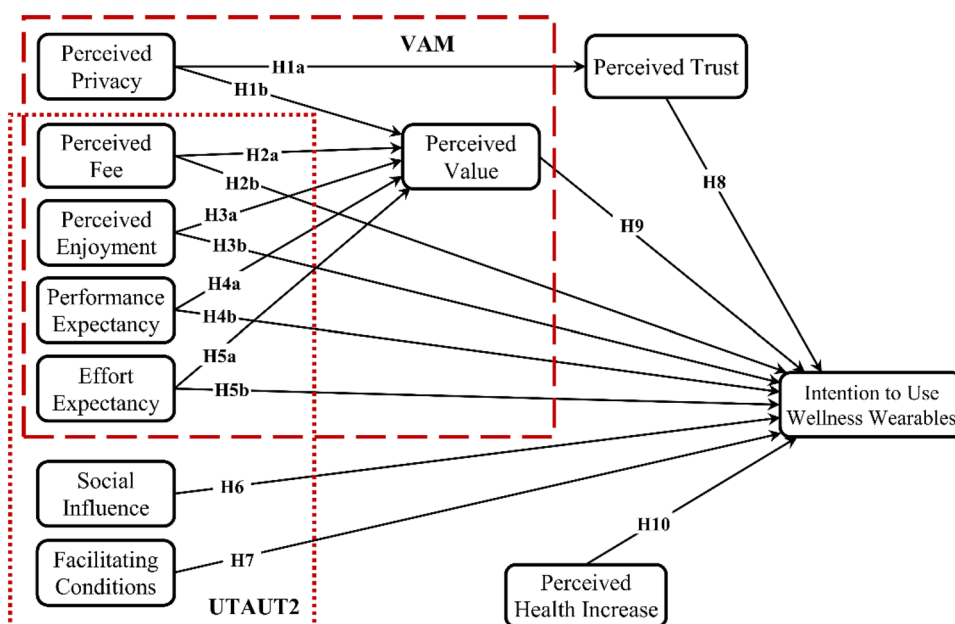 VAM
Perceived
Privacy
H1a
Perceived Trust
H1b
Perceived
Fee
H2a
Perceived
Value
H2b
H8
Perceived
Enjoyment
H3a
H3b
H9
Performance
Expectancy
H4a
H4b
Effort
Expectancy
H5a
H5b
Intention to Use
Wellness Wearables
Social
Influence
H6
H10
Facilitating
Conditions
H7
Perceived
Health Increase
UTAUT2